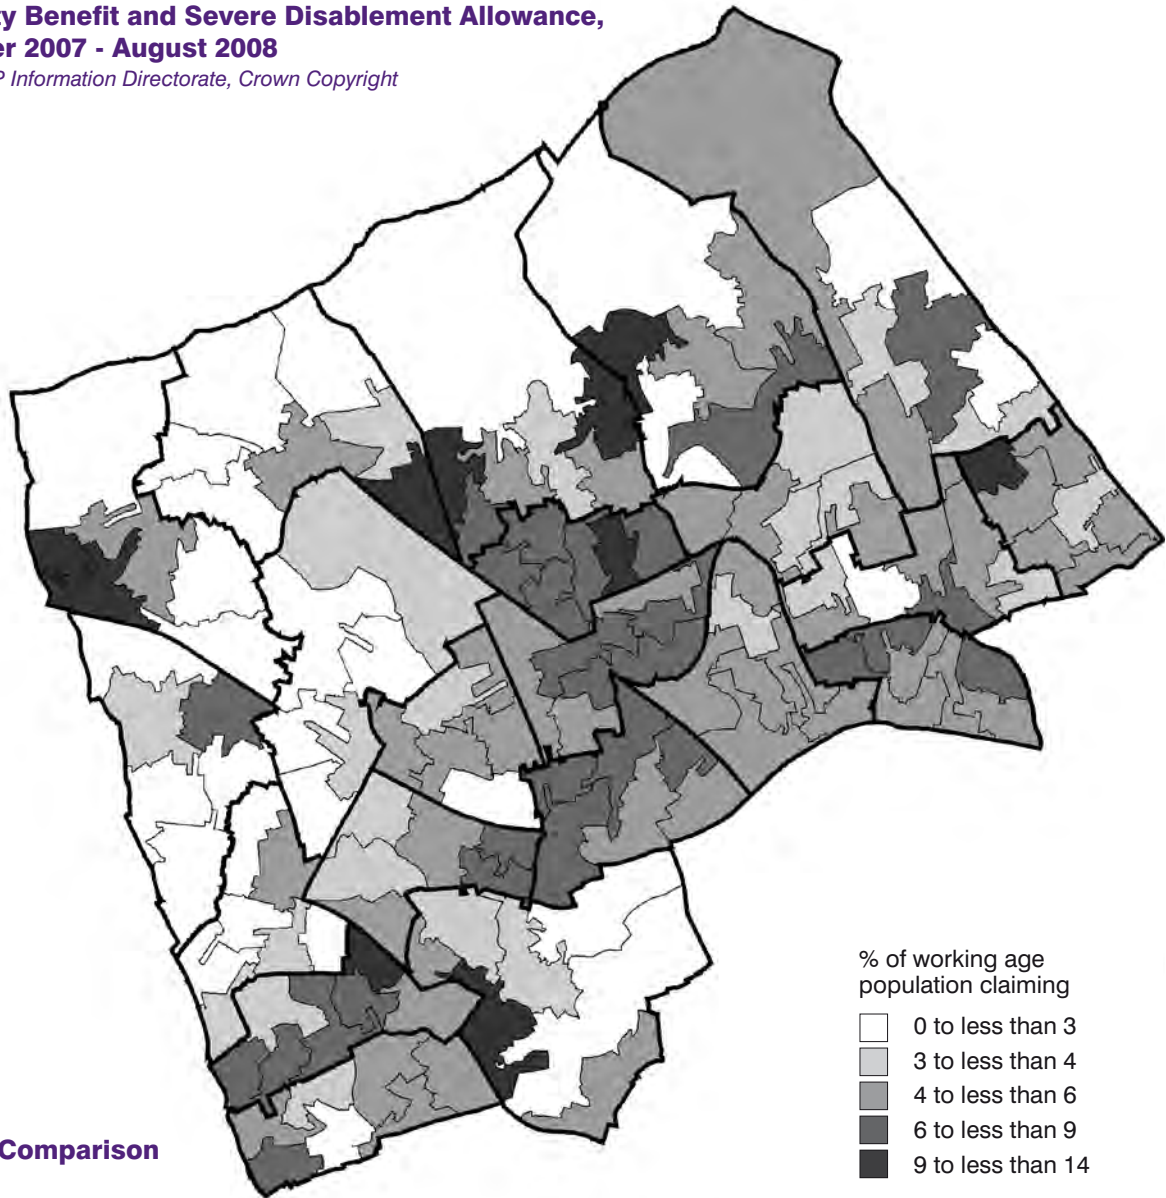 ty Benefit and Severe Disablement Allowance,
er 2007 - August 2008
P Information Directorate, Crown Copyright
% of working age
population claiming
0 to less than 3
3 to less than 4
4 to less than 6
6 to less than 9
9 to less than 14
Comparison